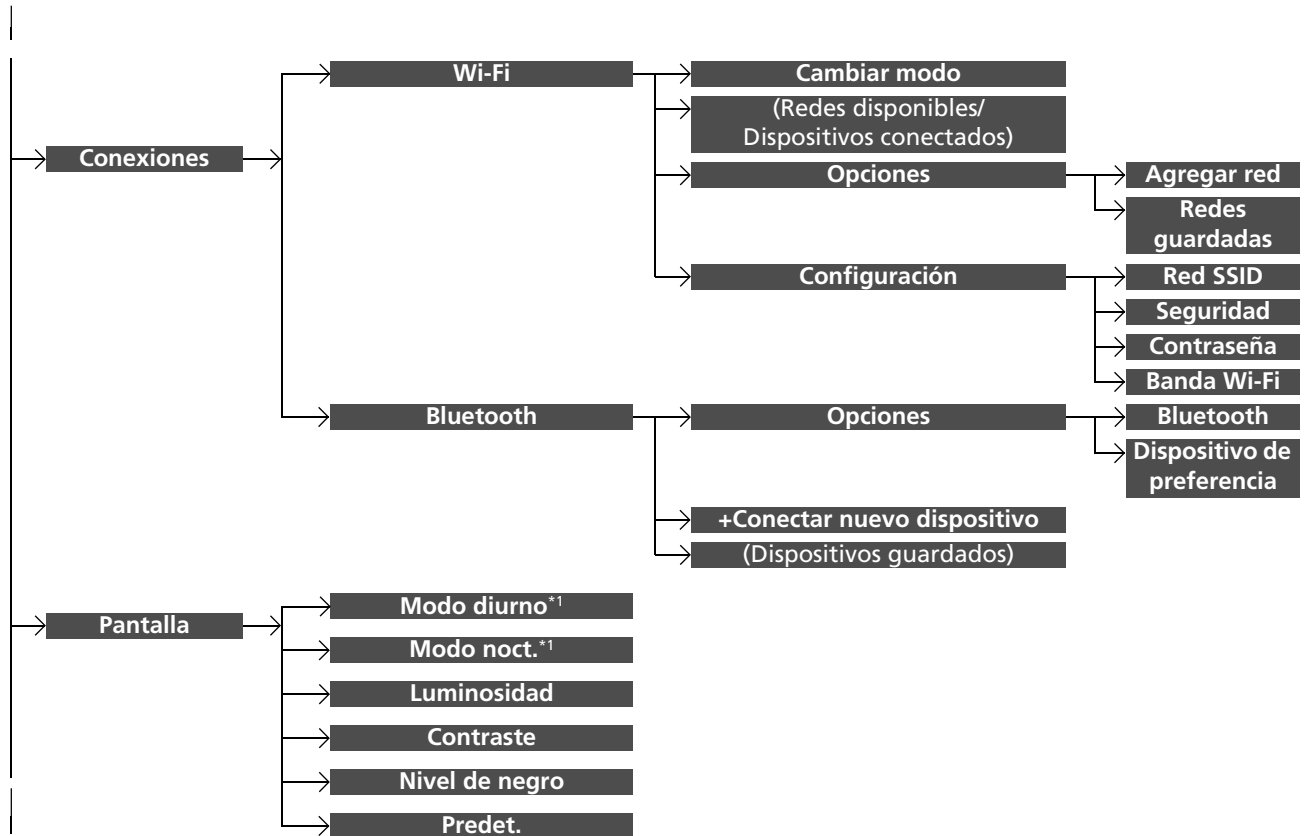 Conexiones
Wi-Fi
Cambiar modo
(Redes disponibles/
Dispositivos conectados)
Opciones
Agregar red
Redes
guardadas
Configuración
Red SSID
Seguridad
Contraseña
Banda Wi-Fi
Bluetooth
Opciones
Bluetooth
Dispositivo de
preferencia
+Conectar nuevo dispositivo
(Dispositivos guardados)
Pantalla
Modo diurno*1
Modo noct.*1
Luminosidad
Contraste
Nivel de negro
Predet.